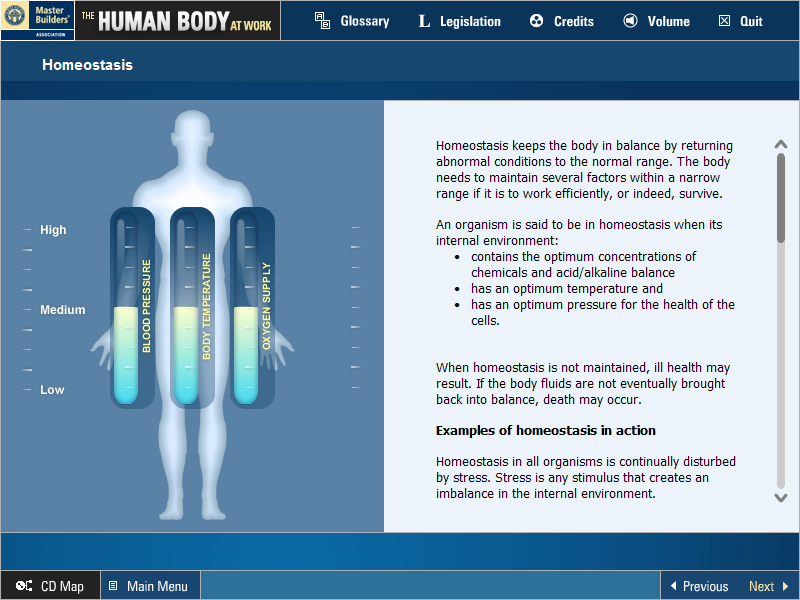 Master
Builders'
ASSOCIATION
THE HUMAN BODY AT WORK
A B
Glossary
L Legislation
Credits
Volume
Quit
Homeostasis
High
Medium
Low
BLOOD PRESSURE
BODY TEMPERATURE
OXYGEN SUPPLY
Homeostasis keeps the body in balance by returning
abnormal conditions to the normal range. The body
needs to maintain several factors within a narrow
range if it is to work efficiently, or indeed, survive.
An organism is said to be in homeostasis when its
internal environment:
• contains the optimum concentrations of
chemicals and acid/alkaline balance
• has an optimum temperature and
• has an optimum pressure for the health of the
cells.
When homeostasis is not maintained, ill health may
result. If the body fluids are not eventually brought
back into balance, death may occur.
Examples of homeostasis in action
Homeostasis in all organisms is continually disturbed
by stress. Stress is any stimulus that creates an
imbalance in the internal environment.
CD Map
Main Menu
Previous
Next